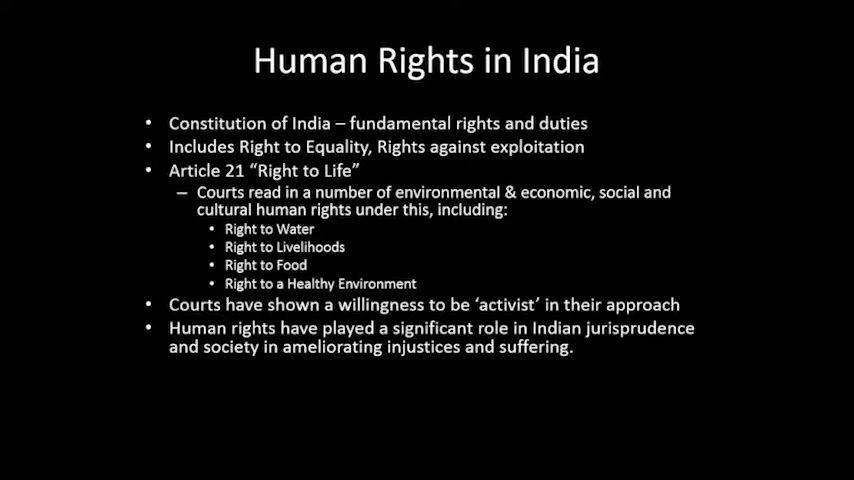 Human Rights in India
• Constitution of India – fundamental rights and duties
• Includes Right to Equality, Rights against exploitation
• Article 21 “Right to Life”
– Courts read in a number of environmental & economic, social and
cultural human rights under this, including:
• Right to Water
• Right to Livelihoods
• Right to Food
• Right to a Healthy Environment
• Courts have shown a willingness to be ‘activist’ in their approach
• Human rights have played a significant role in Indian jurisprudence
and society in ameliorating injustices and suffering.